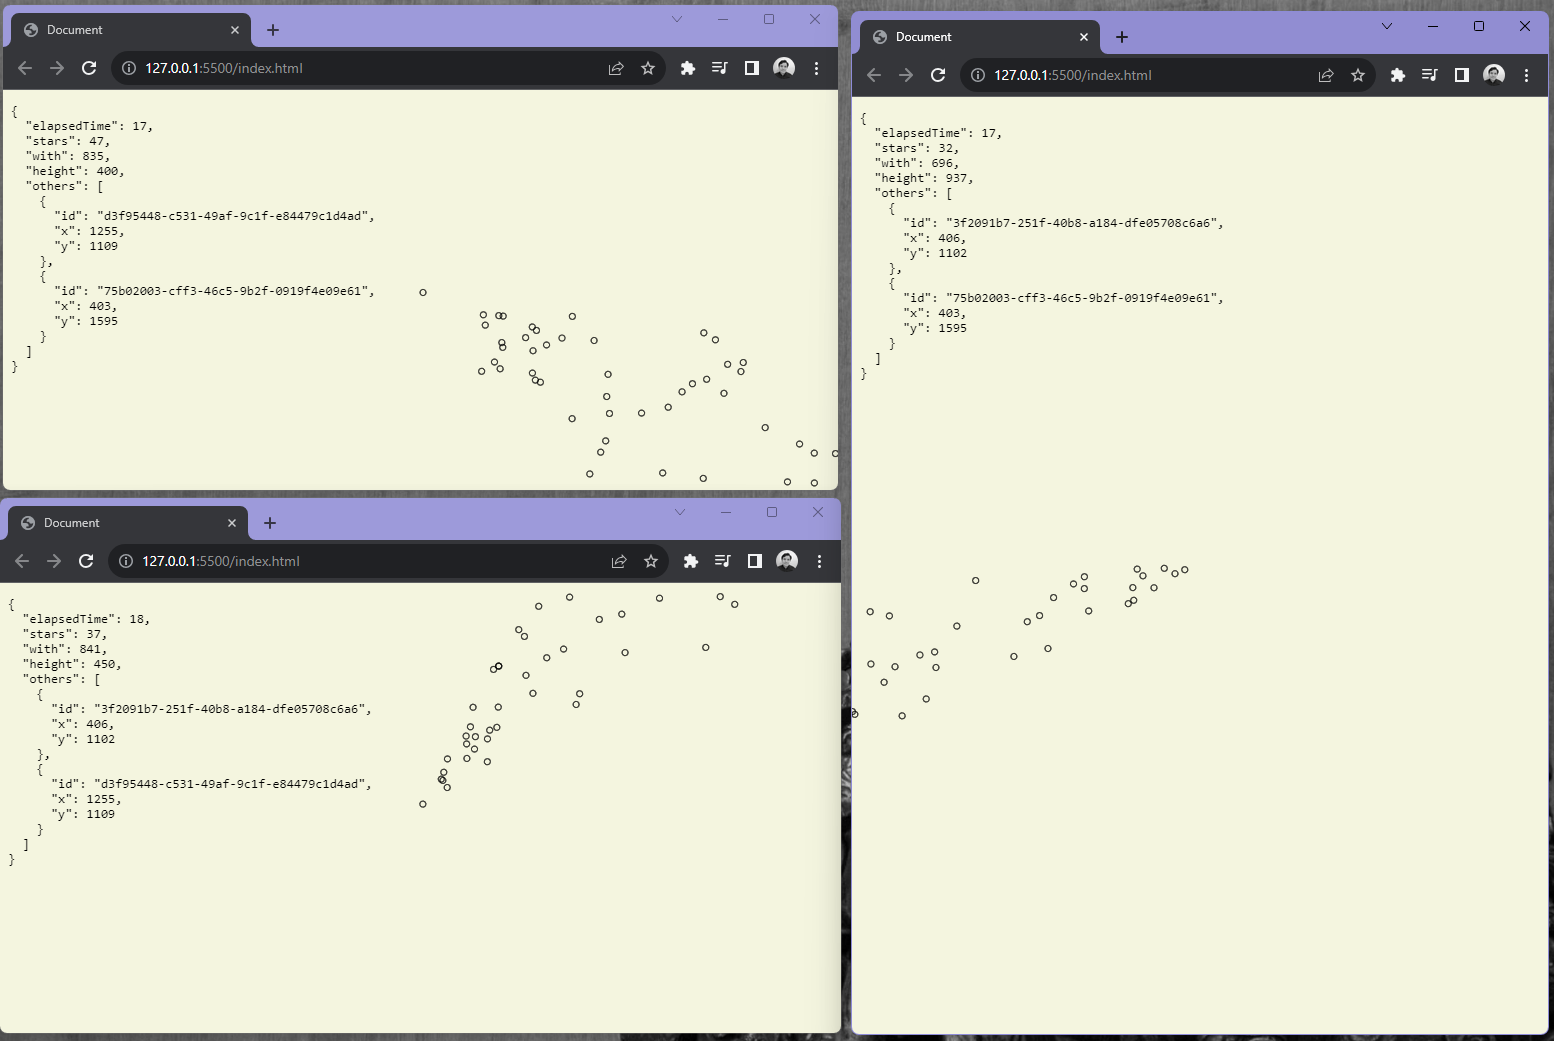 Document
127.0.0.1:5500/index.html
{
"elapsedTime": 17,
"stars": 47,
"with": 835,
"height": 400,
"others": [
{
"id": "d3f95448-c531-49af-9c1f-e84479c1d4ad",
"x": 1255,
"y": 1109
},
{
"id": "75b02003-cff3-46c5-9b2f-0919f4e09e61",
"x": 403,
"y": 1595
}
]
}
Document
127.0.0.1:5500/index.html
{
"elapsedTime": 18,
"stars": 37,
"with": 841,
"height": 450,
"others": [
{
"id": "3f2091b7-251f-40b8-a184-dfe05708c6a6",
"x": 406,
"y": 1102
},
{
"id": "d3f95448-c531-49af-9c1f-e84479c1d4ad",
"x": 1255,
"y": 1109
}
]
}
Document
127.0.0.1:5500/index.html
{
"elapsedTime": 17,
"stars": 32,
"with": 696,
"height": 937,
"others": [
{
"id": "3f2091b7-251f-40b8-a184-dfe05708c6a6",
"x": 406,
"y": 1102
},
{
"id": "75b02003-cff3-46c5-9b2f-0919f4e09e61",
"x": 403,
"y": 1595
}
]
}